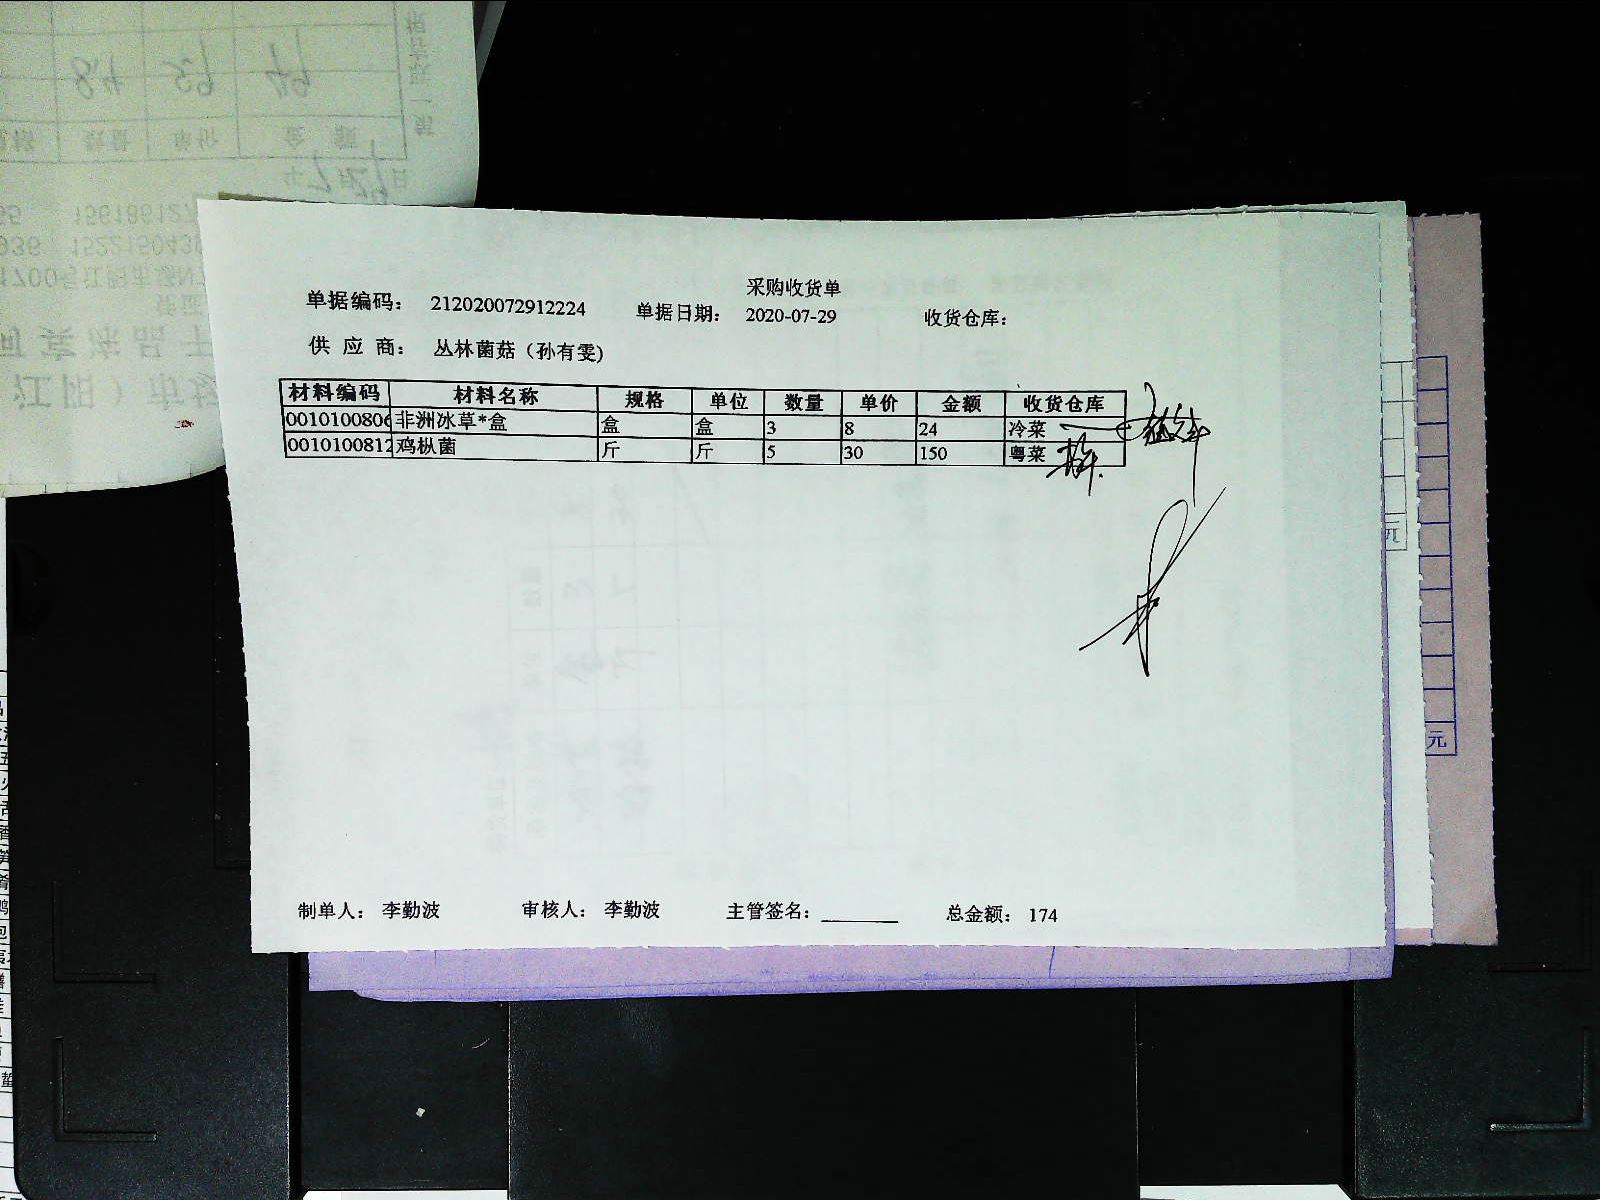 采购收货单
单据编码： 212020072912224 单据日期： 2020-07-29 收货仓库：
供 应 商： 丛林菌菇（孙有雯)
材料编码 材料名称 规格 单位 数量 单价 金额 收货仓库
0010100806 非洲冰草*盒 盒 盒 3 8 24 冷菜
0010100812 鸡枞菌 斤 斤 5 30 150 粤菜
制单人： 李勤波 审核人： 李勤波 主管签名： 总金额： 174
元
元